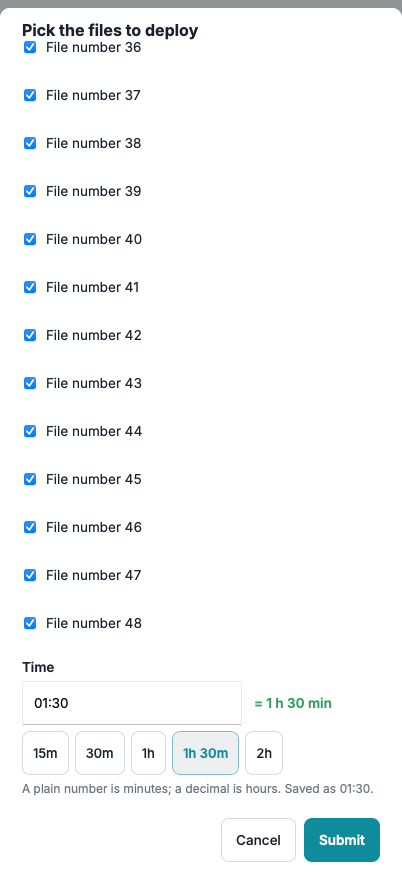 Pick the files to deploy
File number 36
File number 37
File number 38
File number 39
File number 40
File number 41
File number 42
File number 43
File number 44
File number 45
File number 46
File number 47
File number 48
Time
01:30 = 1 h 30 min
15m 30m 1h 1h 30m 2h
A plain number is minutes; a decimal is hours. Saved as 01:30.
Cancel Submit